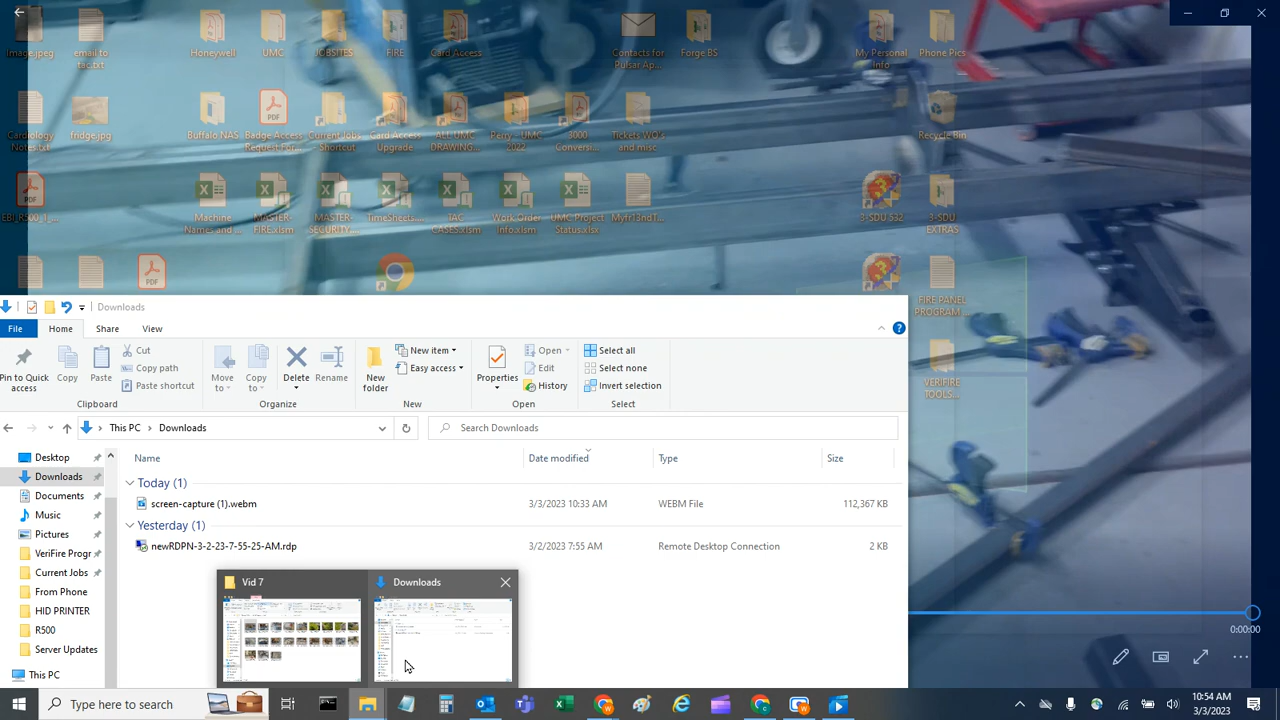 Image.jpeg
email to
tac.txt
Honeywell
UMC
JOBSITES
FIRE
Card Access
Contacts for
Pulsar Ap...
Forge BS
My Personal
Info
Phone Pics
Cardiology
Notes.txt
fridge.jpg
Buffalo NAS
Badge Access
Request For...
Current Jobs
Shortcut
Card Access
Upgrade
ALL UMC
DRAWING...
Perry - UMC
2022
3000
Conversi...
Tickets WO's
and misc
Recycle Bin
EBI_R500_1_...
Machine
Names and ...
MASTER-
FIRE.xlsm
MASTER-
SECURITY....
TimeSheets....
TAC
CASES.xlsm
Work Order
Info.xlsm
UMC Project
Status.xlsx
Myfr13ndT...
3-SDU 532
3-SDU
EXTRAS
FIRE PANEL
PROGRAM ...
VERIFIRE
TOOLS...
Downloads
File
Home
Share
View
Pin to Quick
access
Copy
Paste
Cut
Copy path
Paste shortcut
Clipboard
Move
to
Copy
to
Delete
Rename
Organize
New
folder
New item
Easy access
New
Properties
Open
Edit
History
Open
Select all
Select none
Invert selection
Select
This PC > Downloads
Search Downloads
Name
Date modified
Type
Size
Desktop
Downloads
Documents
Music
Pictures
VeriFire Progr
Current Jobs
From Phone
HID-PRINTER
R500
Server Updates
This PC
Today (1)
screen-capture (1).webm
3/3/2023 10:33 AM
WEBM File
112,367 KB
Yesterday (1)
newRDPN-3-2-23-7-55-25-AM.rdp
3/2/2023 7:55 AM
Remote Desktop Connection
2 KB
Vid 7
Downloads
0:00:00
Type here to search
10:54 AM
3/3/2023